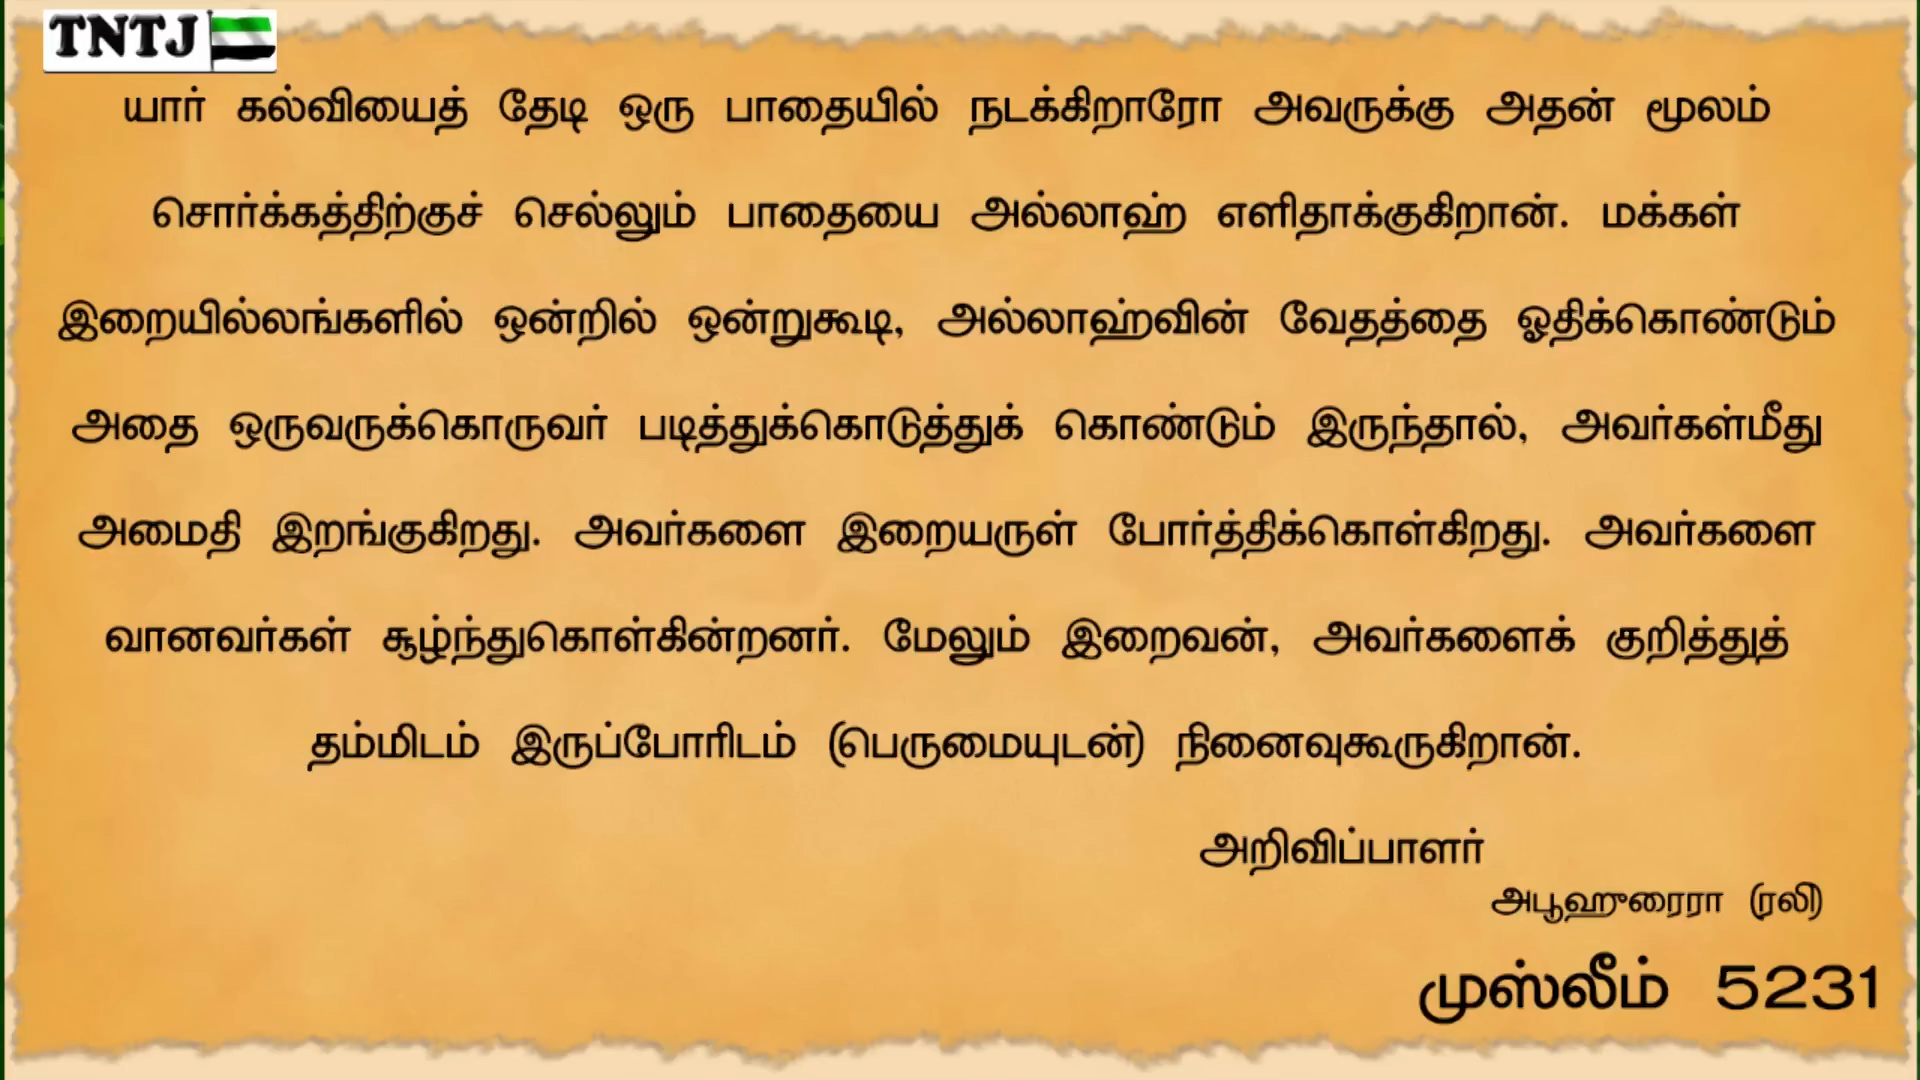 TNTJ
யார் கல்வியைத் தேடி ஒரு பாதையில் நடக்கிறாரோ அவருக்கு அதன் மூலம்
சொர்க்கத்திற்குச் செல்லும் பாதையை அல்லாஹ் எளிதாக்குகிறான். மக்கள்
இறையில்லங்களில் ஒன்றில் ஒன்றுகூடி, அல்லாஹ்வின் வேதத்தை ஓதிக்கொண்டும்
அதை ஒருவருக்கொருவர் படித்துக்கொடுத்துக் கொண்டும் இருந்தால், அவர்கள்மீது
அமைதி இறங்குகிறது. அவர்களை இறையருள் போர்த்திக்கொள்கிறது. அவர்களை
வானவர்கள் சூழ்ந்துகொள்கின்றனர். மேலும் இறைவன், அவர்களைக் குறித்துத்
தம்மிடம் இருப்போரிடம் (பெருமையுடன்) நினைவுகூருகிறான்.
அறிவிப்பாளர்
அபூஹுரைரா (ரலி)
முஸ்லீம் 5231